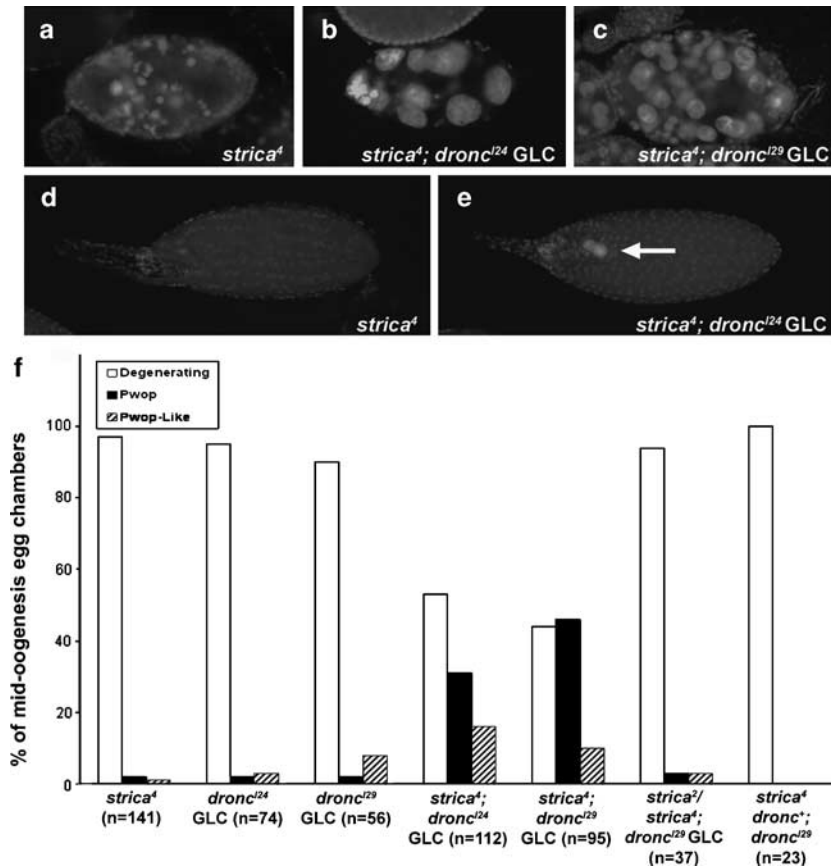 a
strica⁴
b
strica⁴; droncˡ²⁴ GLC
c
strica⁴; droncˡ²⁹ GLC
d
strica⁴
e
strica⁴; droncˡ²⁴ GLC
f
Degenerating
Pwop
Pwop-Like
% of mid-oogenesis egg chambers
100
80
60
40
20
0
strica⁴
(n=141)
droncˡ²⁴
GLC (n=74)
droncˡ²⁹
GLC (n=56)
strica⁴;
droncˡ²⁴
GLC (n=112)
strica⁴;
droncˡ²⁹
GLC (n=95)
strica²/
strica⁴;
droncˡ²⁹ GLC
(n=37)
strica⁴
dronc⁺;
droncˡ²⁹
(n=23)